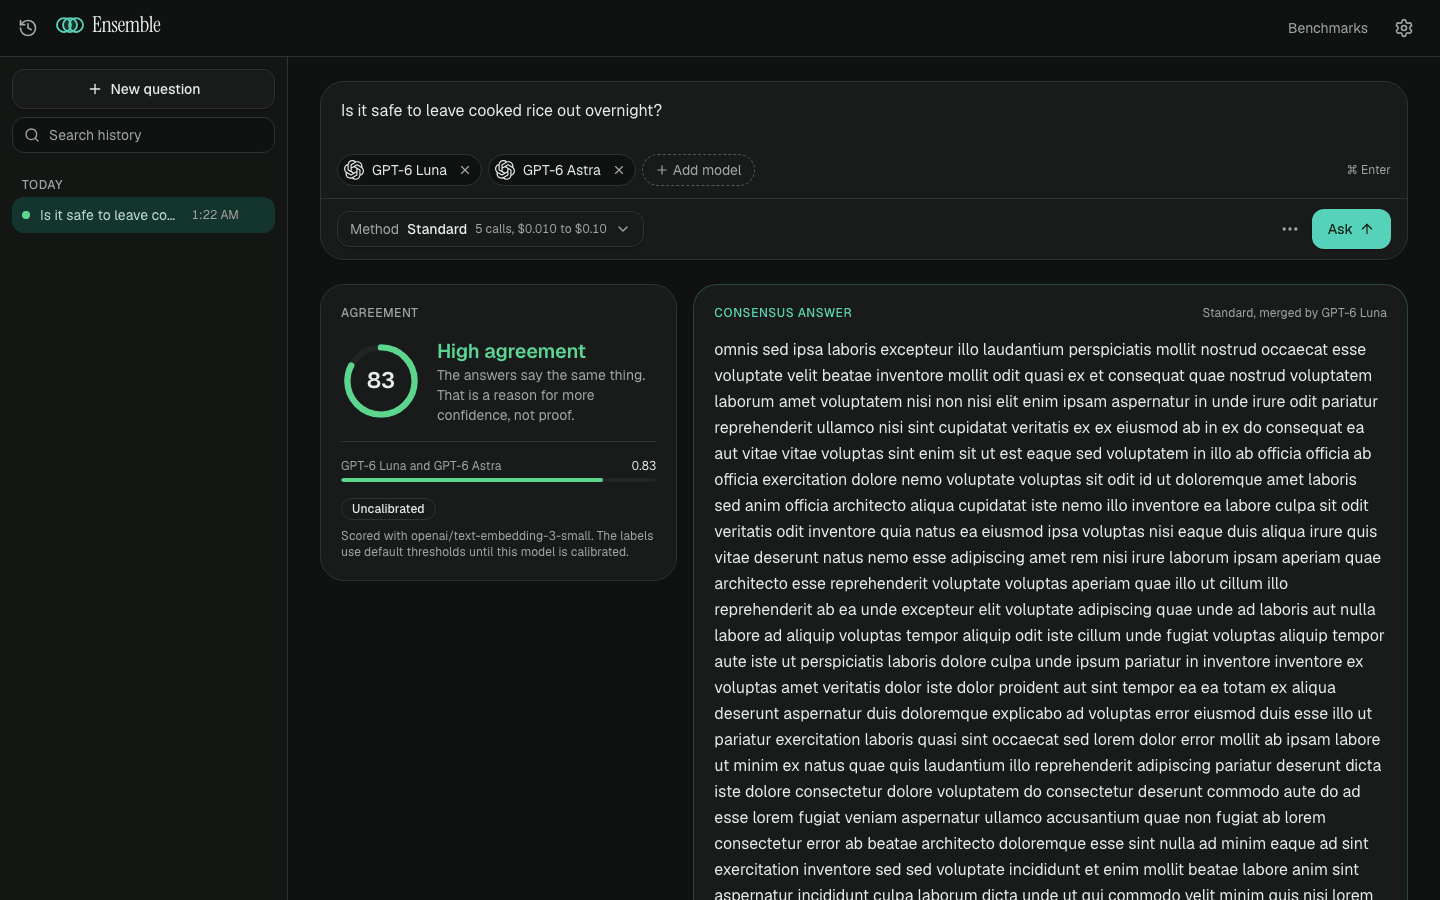 Ensemble
Benchmarks
New question
Search history
TODAY
Is it safe to leave co... 1:22 AM
Is it safe to leave cooked rice out overnight?
GPT-6 Luna
GPT-6 Astra
+ Add model
⌘ Enter
Method Standard 5 calls, $0.010 to $0.10
Ask
AGREEMENT
83
High agreement
The answers say the same thing.
That is a reason for more
confidence, not proof.
GPT-6 Luna and GPT-6 Astra 0.83
Uncalibrated
Scored with openai/text-embedding-3-small. The labels
use default thresholds until this model is calibrated.
CONSENSUS ANSWER
Standard, merged by GPT-6 Luna
omnis sed ipsa laboris excepteur illo laudantium perspiciatis mollit nostrud occaecat esse
voluptate velit beatae inventore mollit odit quasi ex et consequat quae nostrud voluptatem
laborum amet voluptatem nisi non nisi elit enim ipsam aspernatur in unde irure odit pariatur
reprehenderit ullamco nisi sint cupidatat veritatis ex ex eiusmod ab in ex do consequat ea
aut vitae vitae voluptas sint enim sit ut est eaque sed voluptatem in illo ab officia officia ab
officia exercitation dolore nemo voluptate voluptas sit odit id ut doloremque amet laboris
sed anim officia architecto aliqua cupidatat iste nemo illo inventore ea labore culpa sit odit
veritatis odit inventore quia natus ea eiusmod ipsa voluptas nisi eaque duis aliqua irure quis
vitae deserunt natus nemo esse adipiscing amet rem nisi irure laborum ipsam aperiam quae
architecto esse reprehenderit voluptate voluptas aperiam quae illo ut cillum illo
reprehenderit ab ea unde excepteur elit voluptate adipiscing quae unde ad laboris aut nulla
labore ad aliquip voluptas tempor aliquip odit iste cillum unde fugiat voluptas aliquip tempor
aute iste ut perspiciatis laboris dolore culpa unde ipsum pariatur in inventore inventore ex
voluptas amet veritatis dolor iste dolor proident aut sint tempor ea ea totam ex aliqua
deserunt aspernatur duis doloremque explicabo ad voluptas error eiusmod duis esse illo ut
pariatur exercitation laboris quasi sint occaecat sed lorem dolor error mollit ab ipsam labore
ut minim ex natus quae quis laudantium illo reprehenderit adipiscing pariatur deserunt dicta
iste dolore consectetur dolore voluptatem do consectetur deserunt commodo aute do ad
esse lorem fugiat veniam aspernatur ullamco accusantium quae non fugiat ab lorem
consectetur error ab beatae architecto doloremque esse sint nulla ad minim eaque ad sint
exercitation inventore sed sed voluptate incididunt et enim mollit beatae labore anim sint
aspernatur incididunt culpa laborum dicta unde ut qui commodo velit minim quis nisi lorem